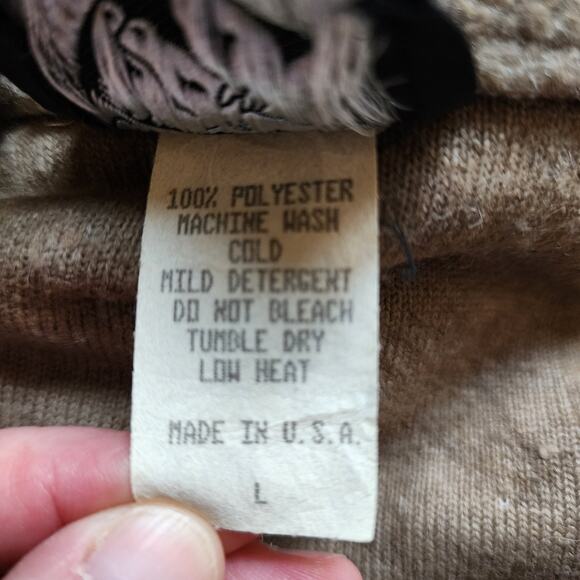 100% POLYESTER
MACHINE WASH
COLD
MILD DETERGENT
DO NOT BLEACH
TUMBLE DRY
LOW HEAT
MADE IN U.S.A.
L